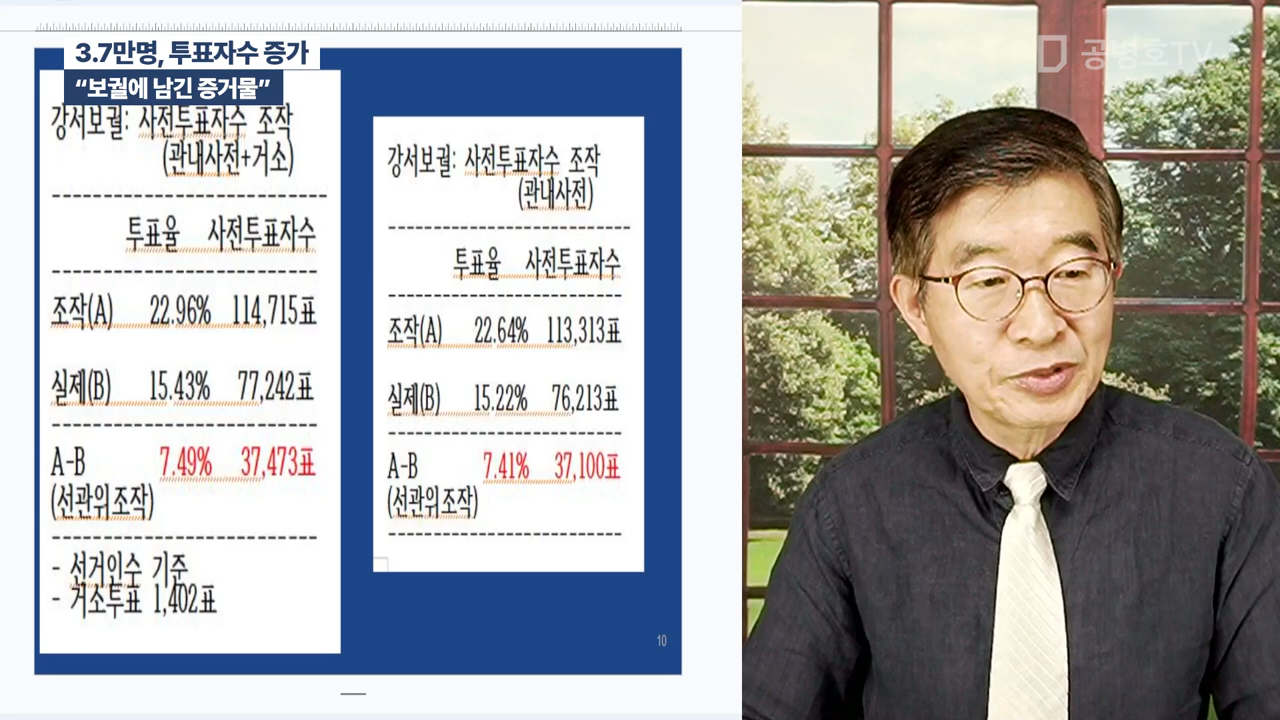 3.7만명, 투표자수 증가
“보궐에 남긴 증거물”
강서보궐: 사전투표자수 조작
(관내사전+거소)
투표율 사전투표자수
조작(A) 22.96% 114,715표
실제(B) 15.43% 77,242표
A-B 7.49% 37,473표
(선관위조작)
- 선거인수 기준
- 거소투표 1,402표
강서보궐: 사전투표자수 조작
(관내사전)
투표율 사전투표자수
조작(A) 22.64% 113,313표
실제(B) 15.22% 76,213표
A-B 7.41% 37,100표
(선관위조작)
10
공병호TV